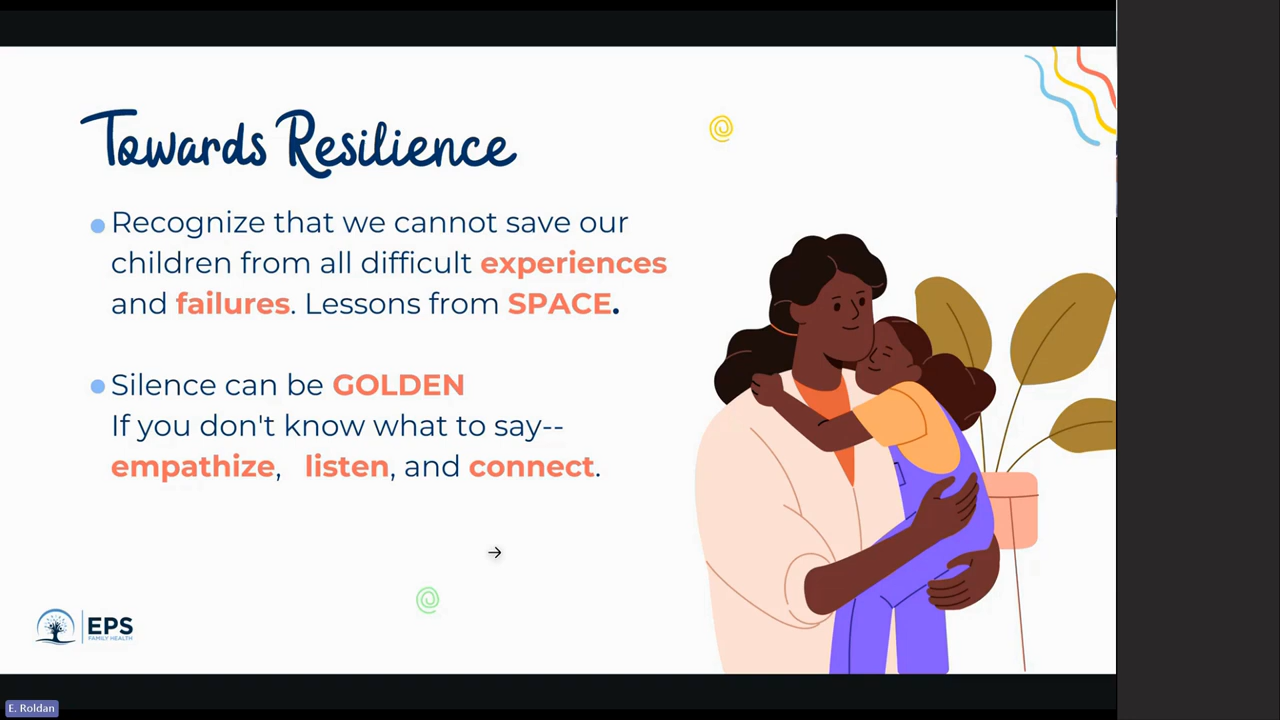 Towards Resilience
Recognize that we cannot save our
children from all difficult experiences
and failures. Lessons from SPACE.
Silence can be GOLDEN
If you don't know what to say--
empathize, listen, and connect.
EPS
FAMILY HEALTH
E. Roldan